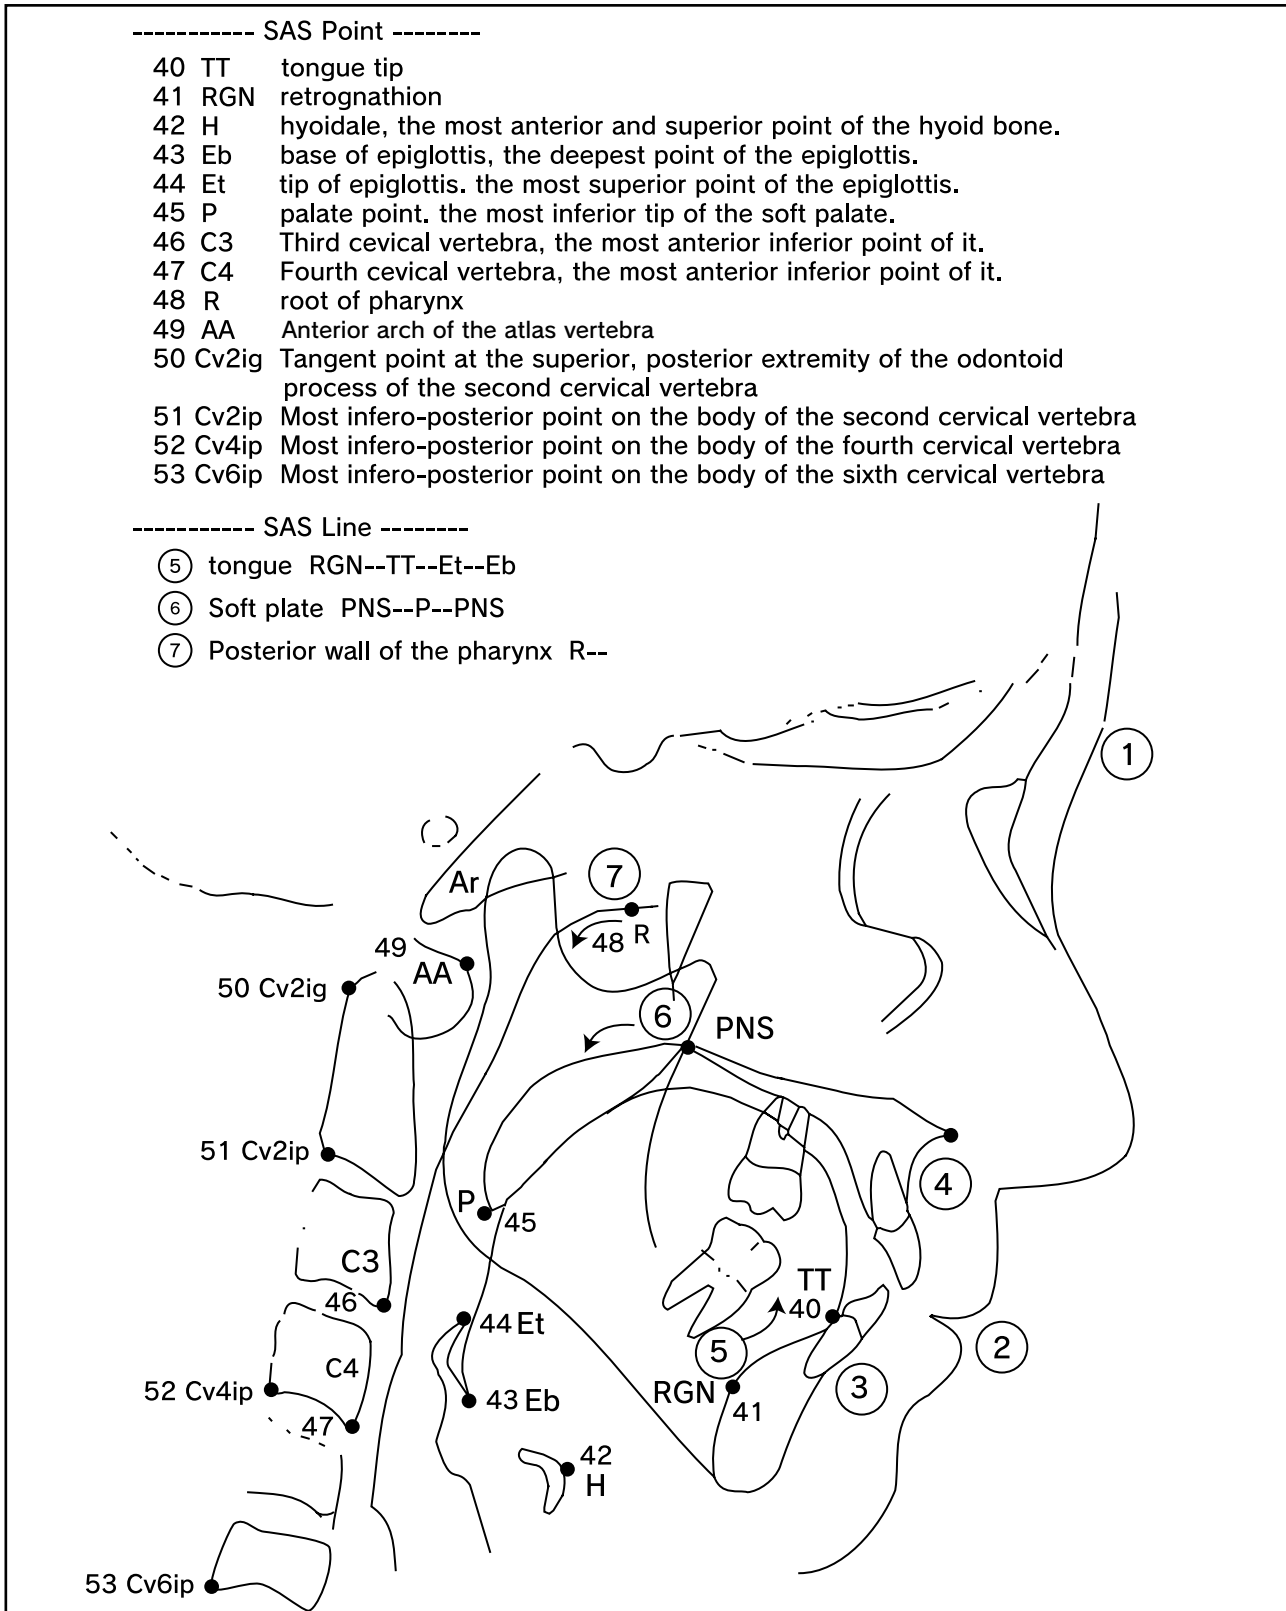 ----------- SAS Point --------
40 TT tongue tip
41 RGN retrognathion
42 H hyoidale, the most anterior and superior point of the hyoid bone.
43 Eb base of epiglottis, the deepest point of the epiglottis.
44 Et tip of epiglottis. the most superior point of the epiglottis.
45 P palate point. the most inferior tip of the soft palate.
46 C3 Third cevical vertebra, the most anterior inferior point of it.
47 C4 Fourth cevical vertebra, the most anterior inferior point of it.
48 R root of pharynx
49 AA Anterior arch of the atlas vertebra
50 Cv2ig Tangent point at the superior, posterior extremity of the odontoid
process of the second cervical vertebra
51 Cv2ip Most infero-posterior point on the body of the second cervical vertebra
52 Cv4ip Most infero-posterior point on the body of the fourth cervical vertebra
53 Cv6ip Most infero-posterior point on the body of the sixth cervical vertebra
----------- SAS Line --------
5 tongue RGN--TT--Et--Eb
6 Soft plate PNS--P--PNS
7 Posterior wall of the pharynx R--
1
Ar
7
48 R
49
AA
50 Cv2ig
6
PNS
51 Cv2ip
P
45
4
C3
46
TT
40
44 Et
C4
5
2
52 Cv4ip
RGN
3
43 Eb
41
47
42
H
53 Cv6ip